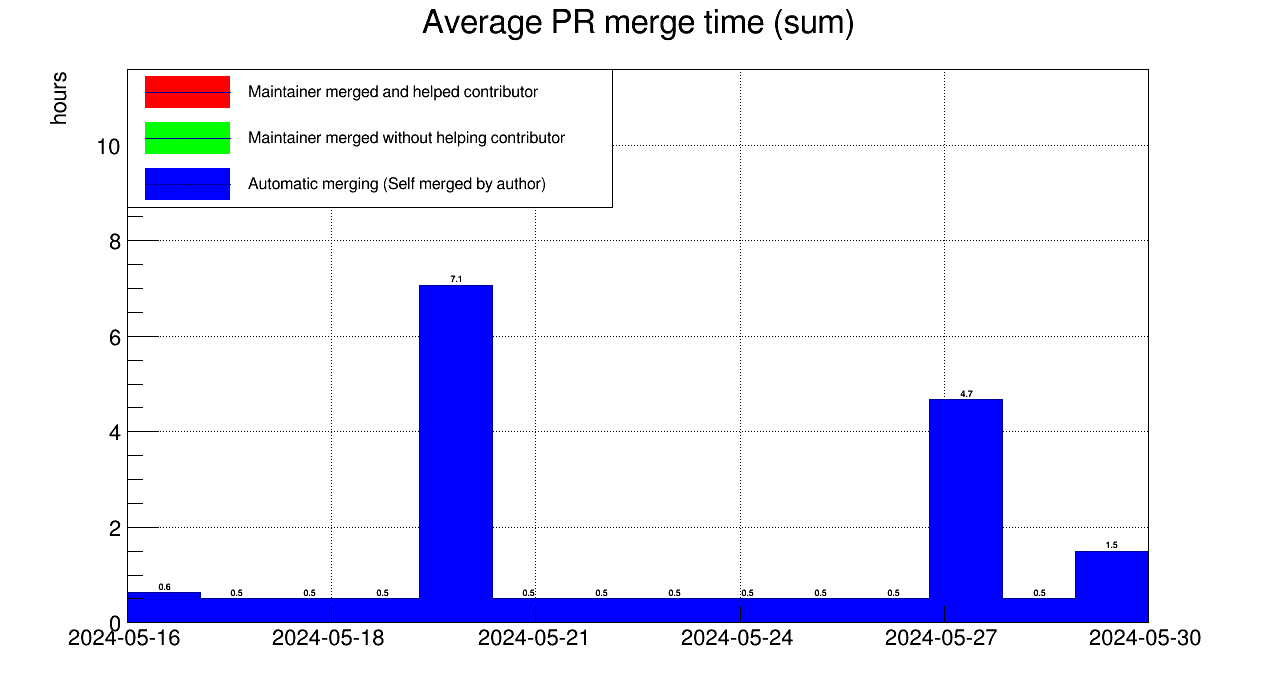 Average PR merge time (sum)
hours
Maintainer merged and helped contributor
Maintainer merged without helping contributor
Automatic merging (Self merged by author)
10
8
6
4
2
0
7.1
4.7
1.5
0.6 0.5 0.5 0.5 0.5 0.5 0.5 0.5 0.5 0.5 0.5
2024-05-16 2024-05-18 2024-05-21 2024-05-24 2024-05-27 2024-05-30